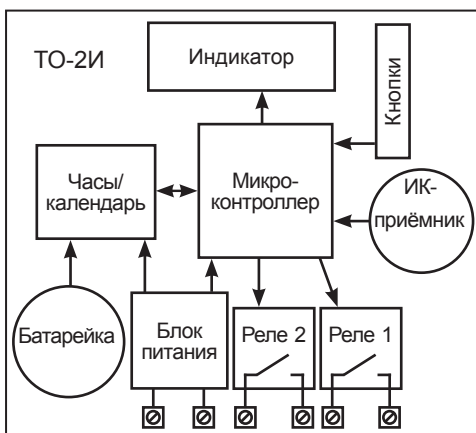 ТО-2И
Индикатор
Кнопки
Часы/
календарь
Микро-
контроллер
ИК-
приёмник
Батарейка
Блок
питания
Реле 2
Реле 1